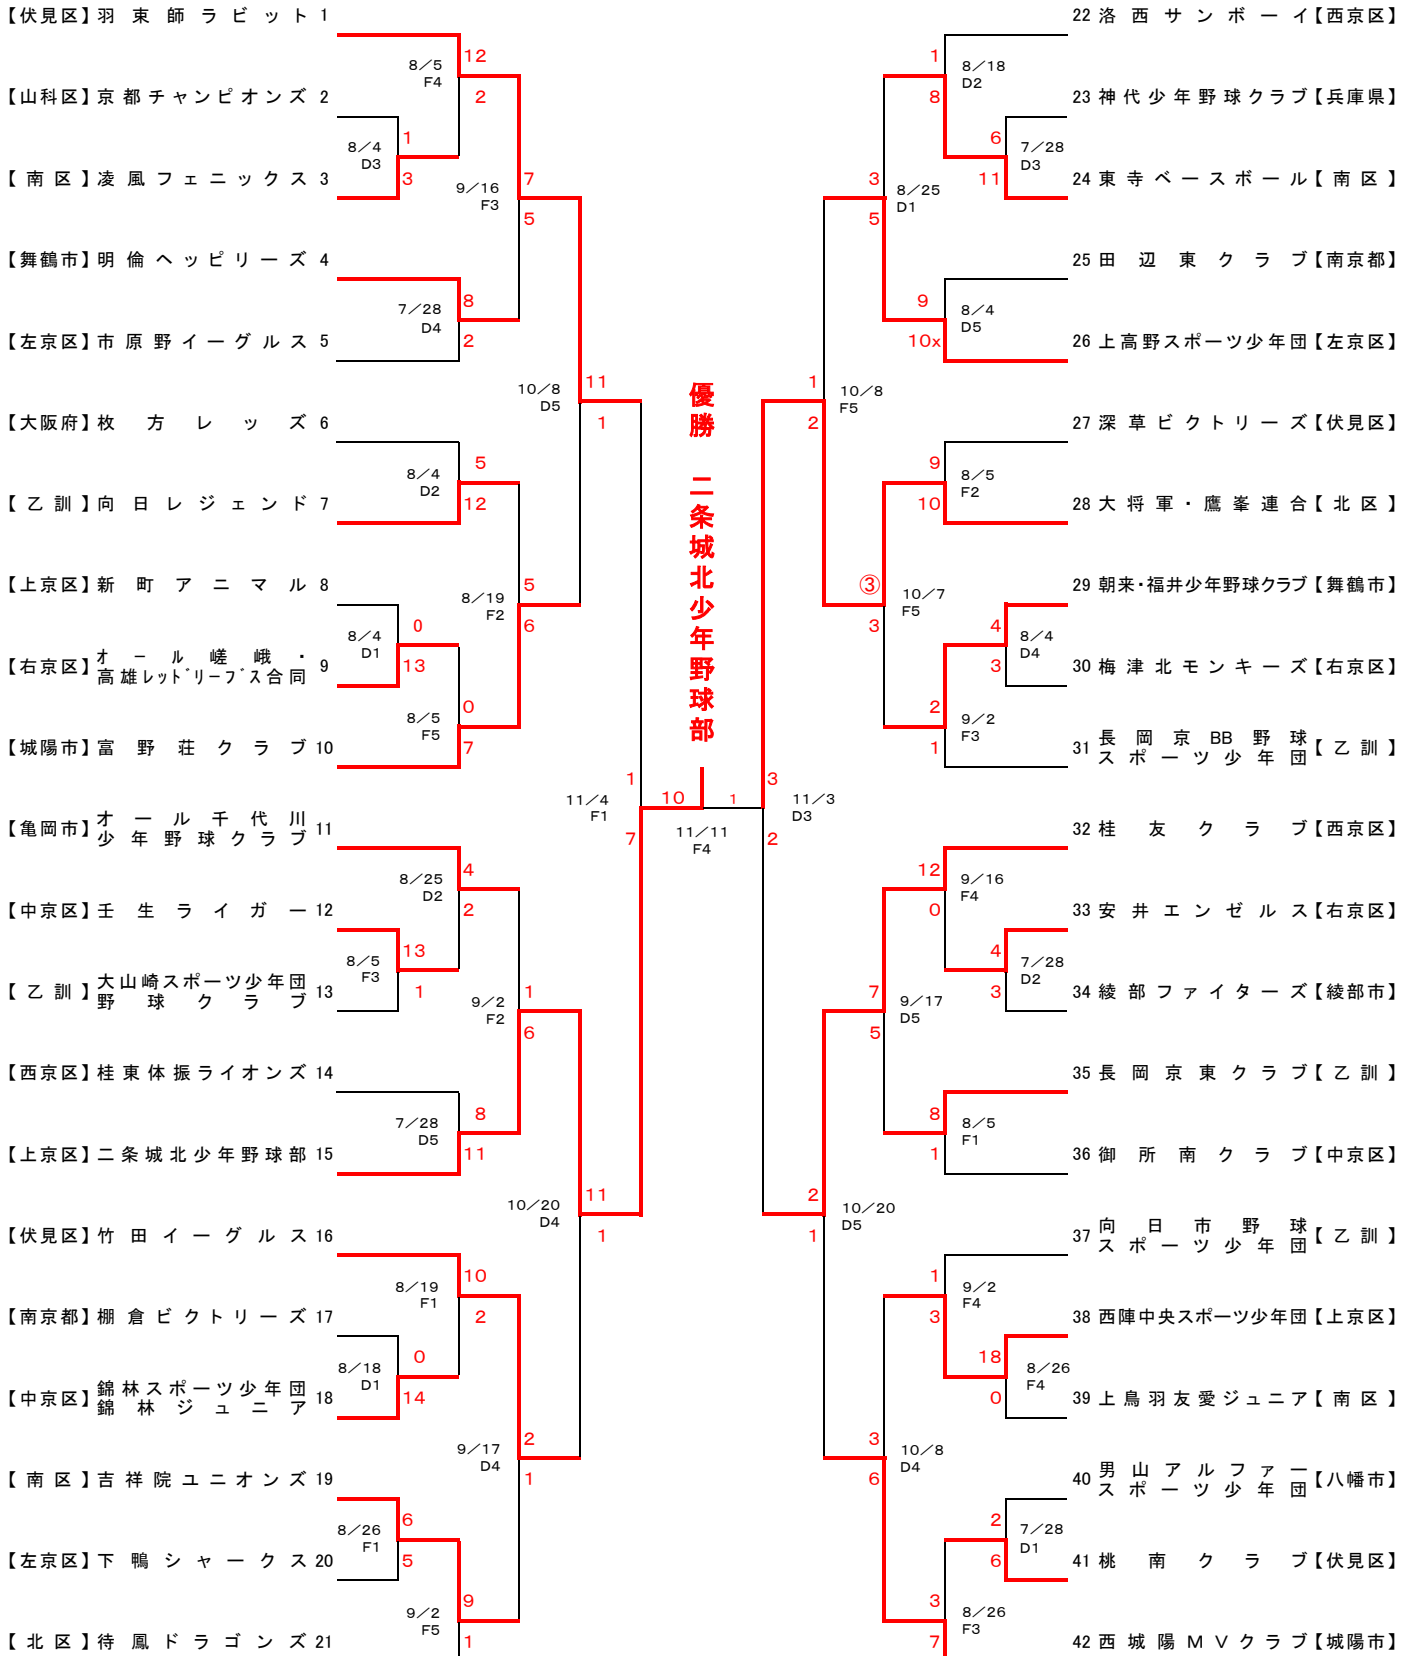 【伏見区】羽束師ラビット 1
12
8／5
F4
2
【山科区】京都チャンピオンズ 2
1
8／4
D3
3
【南区】凌風フェニックス 3
7
9／16
F3
5
【舞鶴市】明倫ヘッピリーズ 4
8
7／28
D4
2
【左京区】市原野イーグルス 5
11
10／8
D5
1
【大阪府】枚方レッズ 6
5
8／4
D2
12
【乙訓】向日レジェンド 7
【上京区】新町アニマル 8
5
8／19
F2
6
0
8／4
D1
13
【右京区】オール嵯峨・
高雄レッドリーブス合同 9
0
8／5
F5
7
【城陽市】富野荘クラブ 10
1
11／4
F1
7
【亀岡市】オール千代川
少年野球クラブ 11
4
8／25
D2
2
【中京区】壬生ライガー 12
13
8／5
F3
1
【乙訓】大山崎スポーツ少年団
野球クラブ 13
1
9／2
F2
6
【西京区】桂東体振ライオンズ 14
8
7／28
D5
11
【上京区】二条城北少年野球部 15
11
10／20
D4
1
【伏見区】竹田イーグルス 16
10
8／19
F1
2
【南京都】棚倉ビクトリーズ 17
0
8／18
D1
14
【中京区】錦林スポーツ少年団
錦林ジュニア 18
2
9／17
D4
1
【南区】吉祥院ユニオンズ 19
6
8／26
F1
5
【左京区】下鴨シャークス 20
9
9／2
F5
1
【北区】待鳳ドラゴンズ 21
優勝 二条城北少年野球部
10
1
11／11
F4
22 洛西サンボーイ【西京区】
1
8／18
D2
8
23 神代少年野球クラブ【兵庫県】
6
7／28
D3
11
24 東寺ベースボール【南区】
3
8／25
D1
5
25 田辺東クラブ【南京都】
9
8／4
D5
10x
26 上高野スポーツ少年団【左京区】
1
10／8
F5
2
27 深草ビクトリーズ【伏見区】
9
8／5
F2
10
28 大将軍・鷹峯連合【北区】
③
10／7
F5
3
29 朝来・福井少年野球クラブ【舞鶴市】
4
8／4
D4
3
30 梅津北モンキーズ【右京区】
2
9／2
F3
1
31 長岡京BB野球
スポーツ少年団【乙訓】
3
11／3
D3
2
32 桂友クラブ【西京区】
12
9／16
F4
0
33 安井エンゼルス【右京区】
4
7／28
D2
3
34 綾部ファイターズ【綾部市】
7
9／17
D5
5
35 長岡京東クラブ【乙訓】
8
8／5
F1
1
36 御所南クラブ【中京区】
2
10／20
D5
1
37 向日市野球
スポーツ少年団【乙訓】
1
9／2
F4
3
38 西陣中央スポーツ少年団【上京区】
18
8／26
F4
0
39 上鳥羽友愛ジュニア【南区】
3
10／8
D4
6
40 男山アルファー
スポーツ少年団【八幡市】
2
7／28
D1
6
41 桃南クラブ【伏見区】
3
8／26
F3
7
42 西城陽ＭＶクラブ【城陽市】